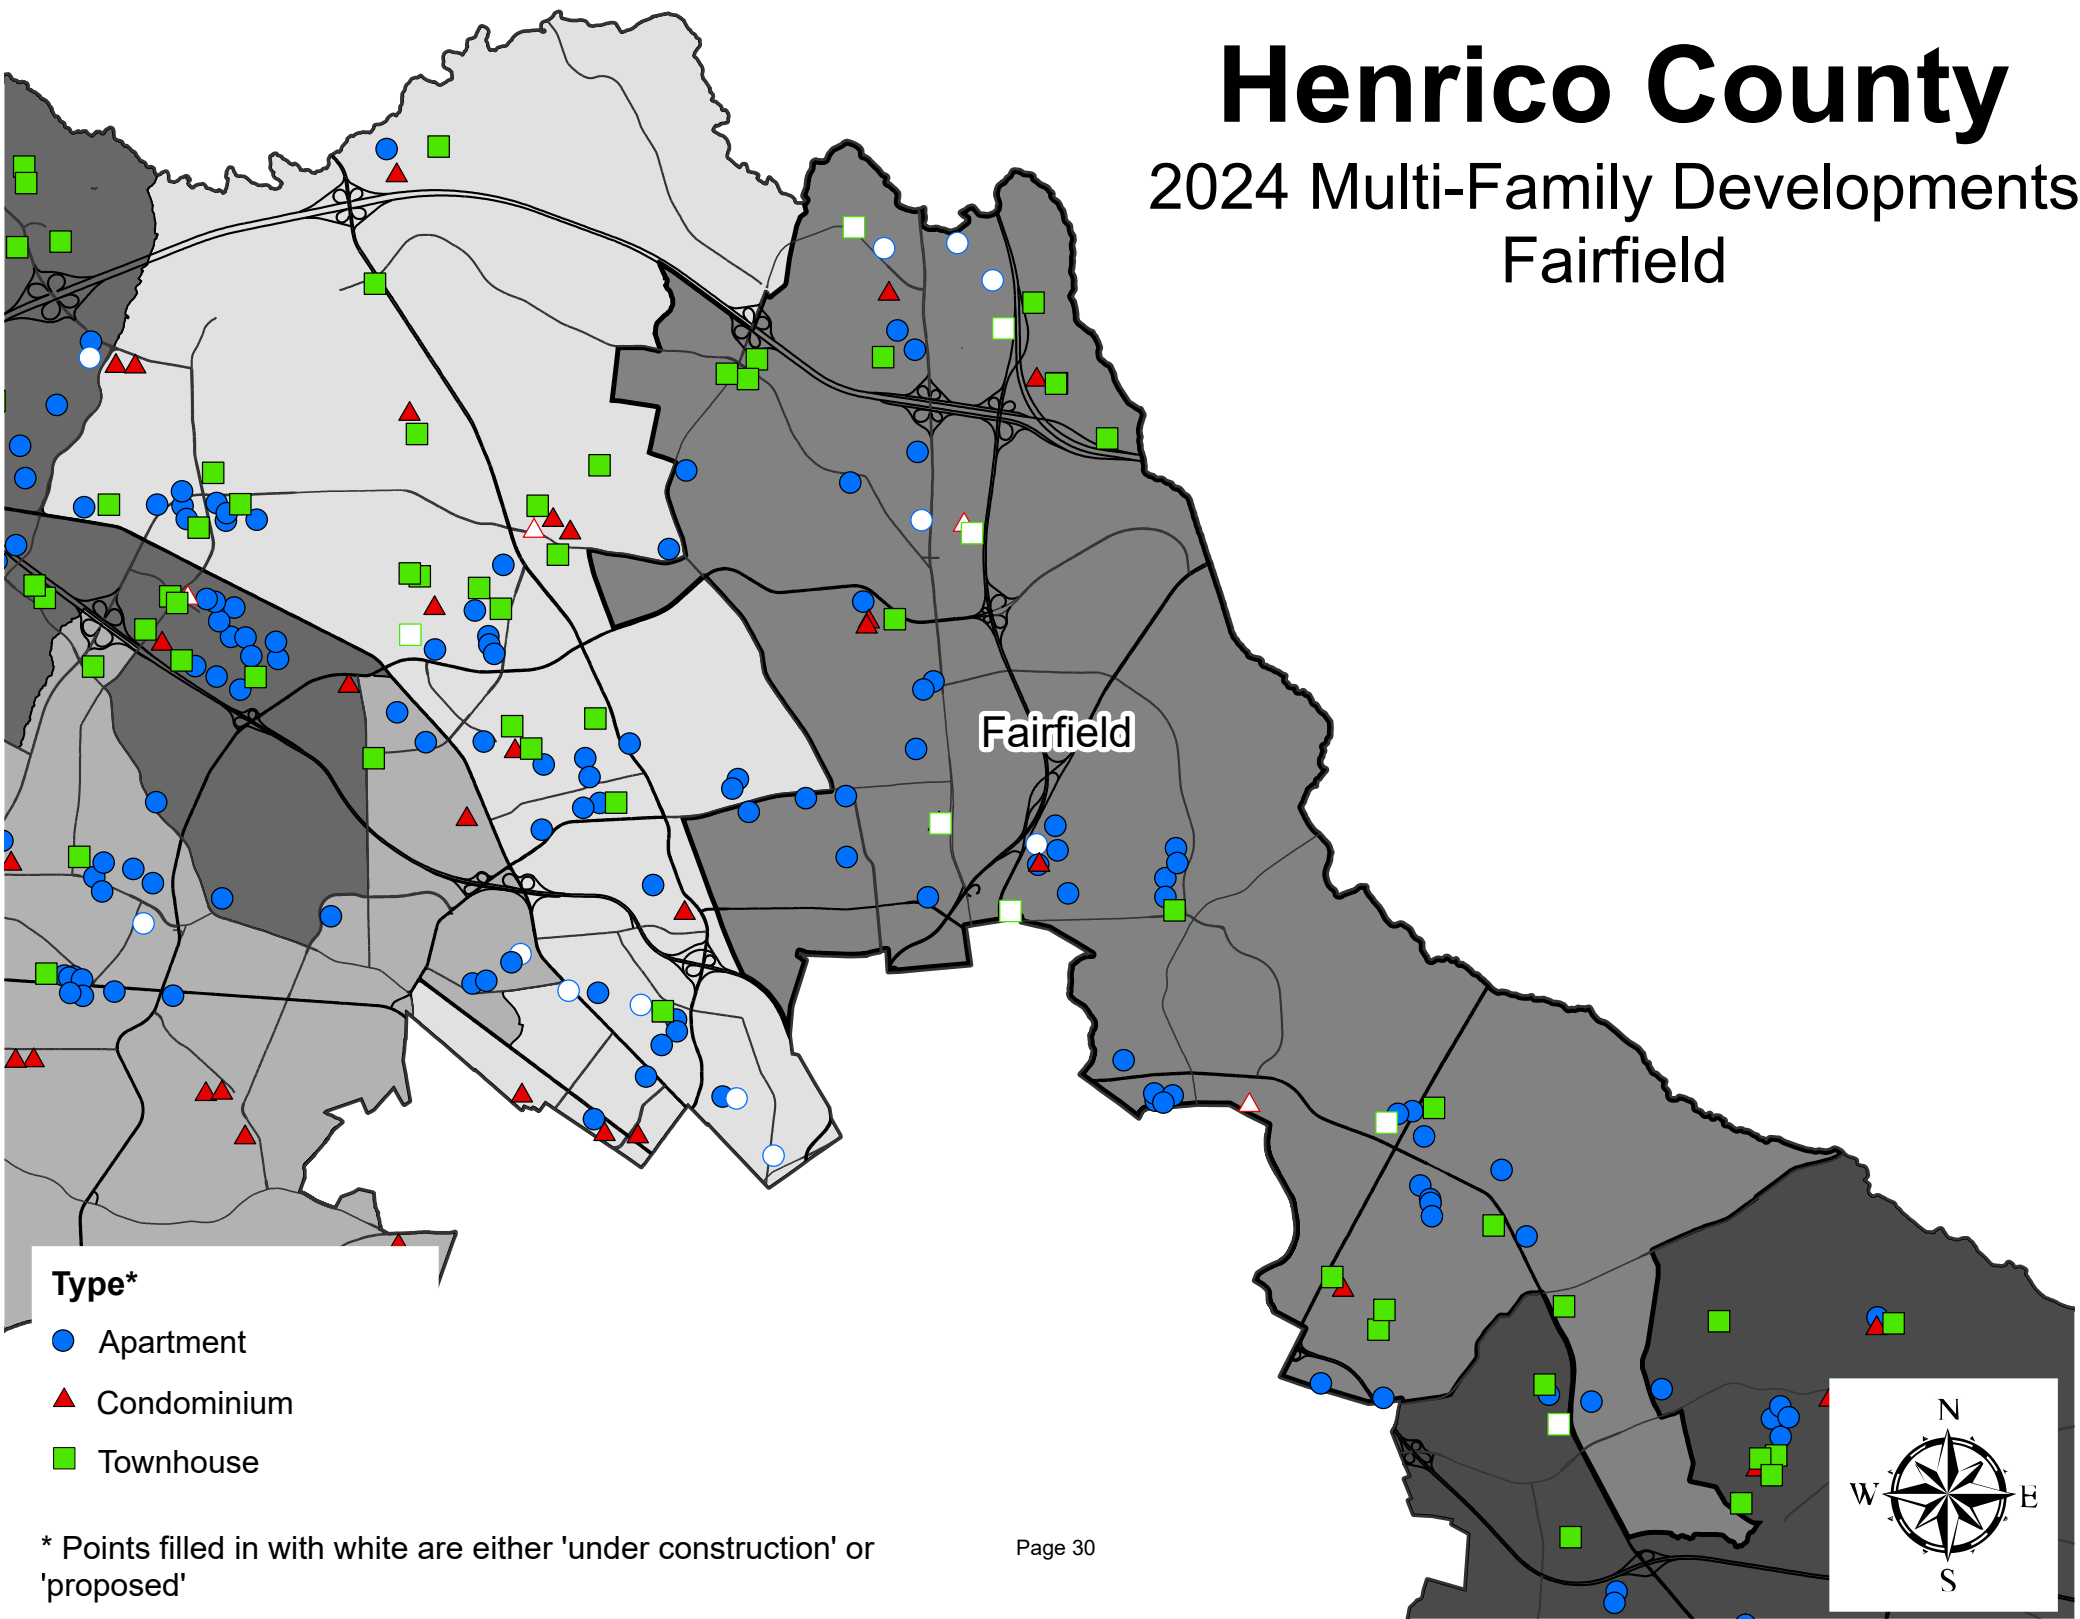 Henrico County
2024 Multi-Family Developments
Fairfield
Fairfield
Type*
Apartment
Condominium
Townhouse
* Points filled in with white are either 'under construction' or
'proposed'
Page 30
N
W
E
S